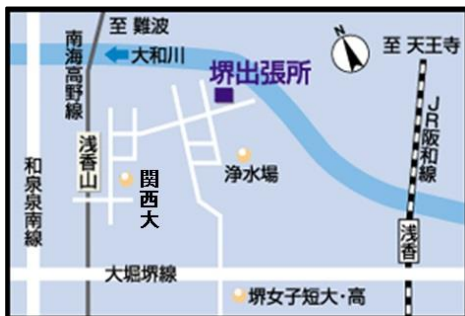 至 難波
南海高野線
大和川
堺出張所
至 天王寺
JR阪和線
浅香山
関西大
浄水場
和泉泉南線
浅香
大堀堺線
堺女子短大・高